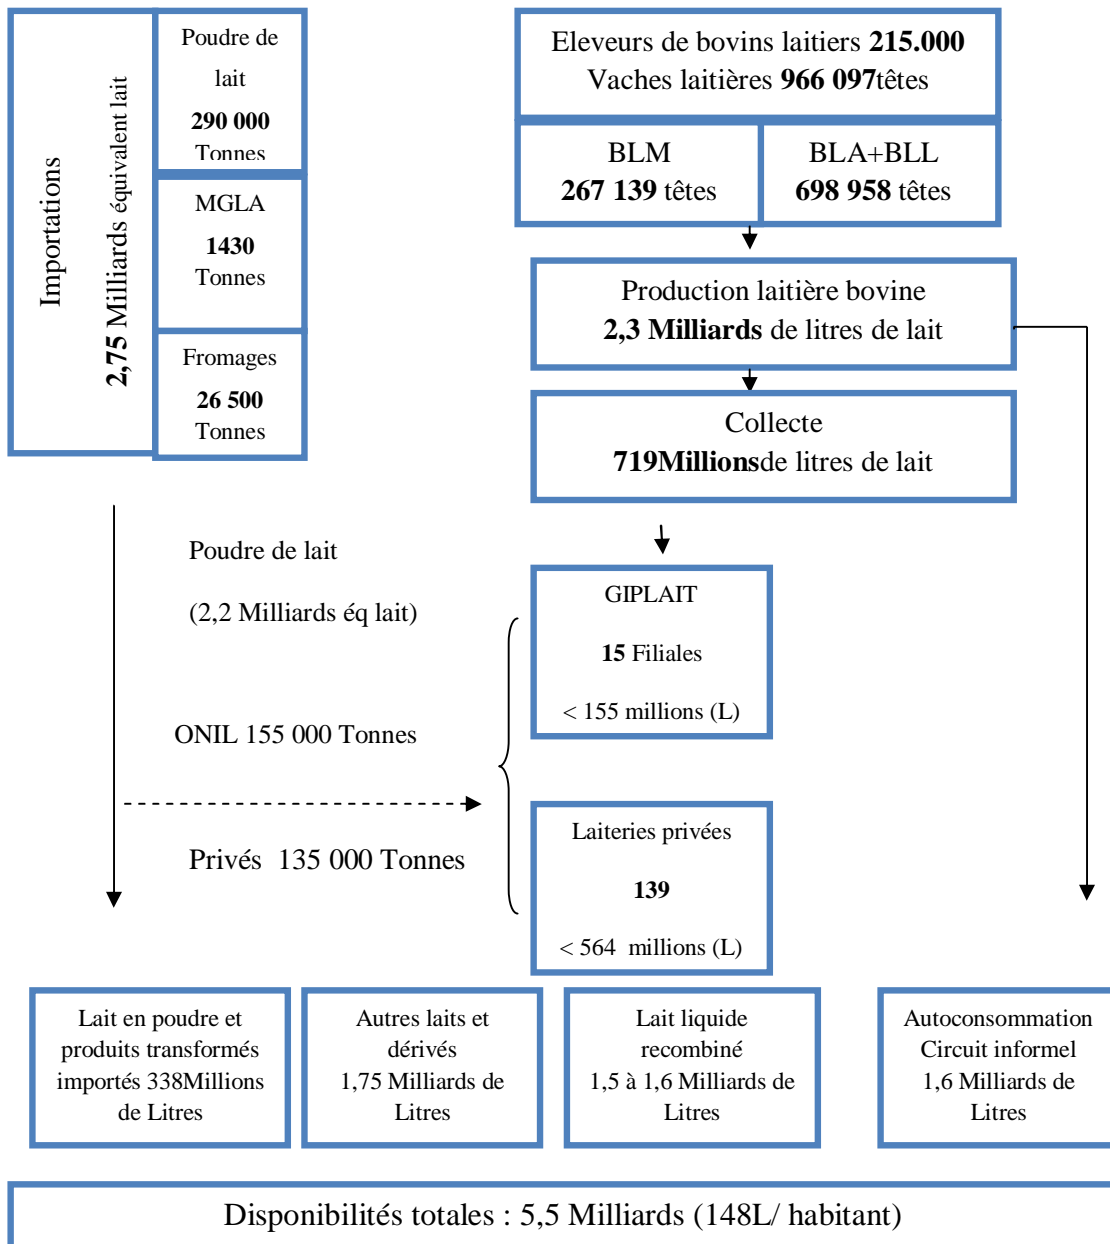 Importations
2,75 Milliards équivalent lait
Poudre de
lait
290 000
Tonnes
MGLA
1430
Tonnes
Fromages
26 500
Tonnes
Eleveurs de bovins laitiers 215.000
Vaches laitières 966 097têtes
BLM
267 139 têtes
BLA+BLL
698 958 têtes
Production laitière bovine
2,3 Milliards de litres de lait
Collecte
719Millionsde litres de lait
Poudre de lait
(2,2 Milliards éq lait)
ONIL 155 000 Tonnes
Privés 135 000 Tonnes
GIPLAIT
15 Filiales
< 155 millions (L)
Laiteries privées
139
< 564 millions (L)
Lait en poudre et
produits transformés
importés 338Millions
de Litres
Autres laits et
dérivés
1,75 Milliards de
Litres
Lait liquide
recombiné
1,5 à 1,6 Milliards de
Litres
Autoconsommation
Circuit informel
1,6 Milliards de
Litres
Disponibilités totales : 5,5 Milliards (148L/ habitant)